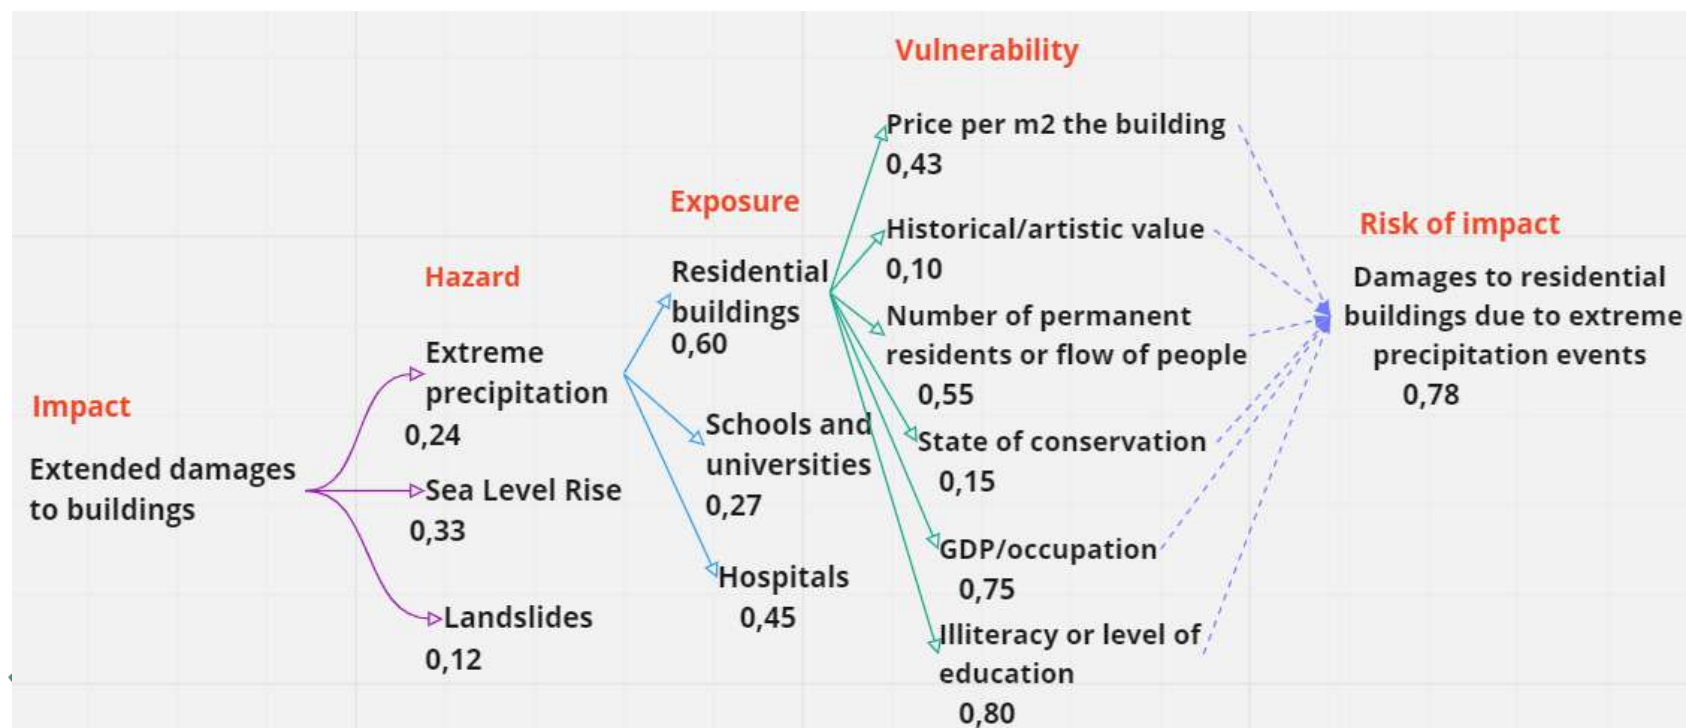 Impact
Extended damages
to buildings
Hazard
Extreme
precipitation
0,24
Sea Level Rise
0,33
Landslides
0,12
Exposure
Residential
buildings
0,60
Schools and
universities
0,27
Hospitals
0,45
Vulnerability
Price per m2 the building
0,43
Historical/artistic value
0,10
Number of permanent
residents or flow of people
0,55
State of conservation
0,15
GDP/occupation
0,75
Illiteracy or level of
education
0,80
Risk of impact
Damages to residential
buildings due to extreme
precipitation events
0,78